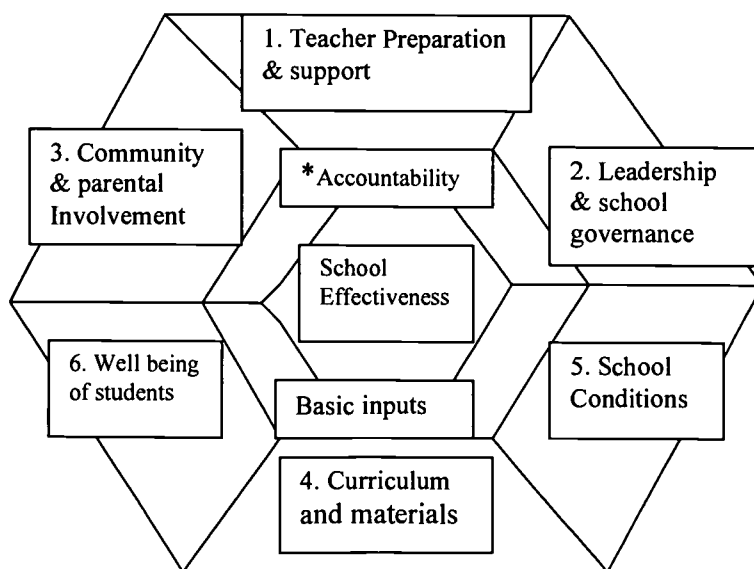 1. Teacher Preparation
& support
3. Community
& parental
Involvement
*Accountability
2. Leadership
& school
governance
School
Effectiveness
6. Well being
of students
Basic inputs
5. School
Conditions
4. Curriculum
and materials